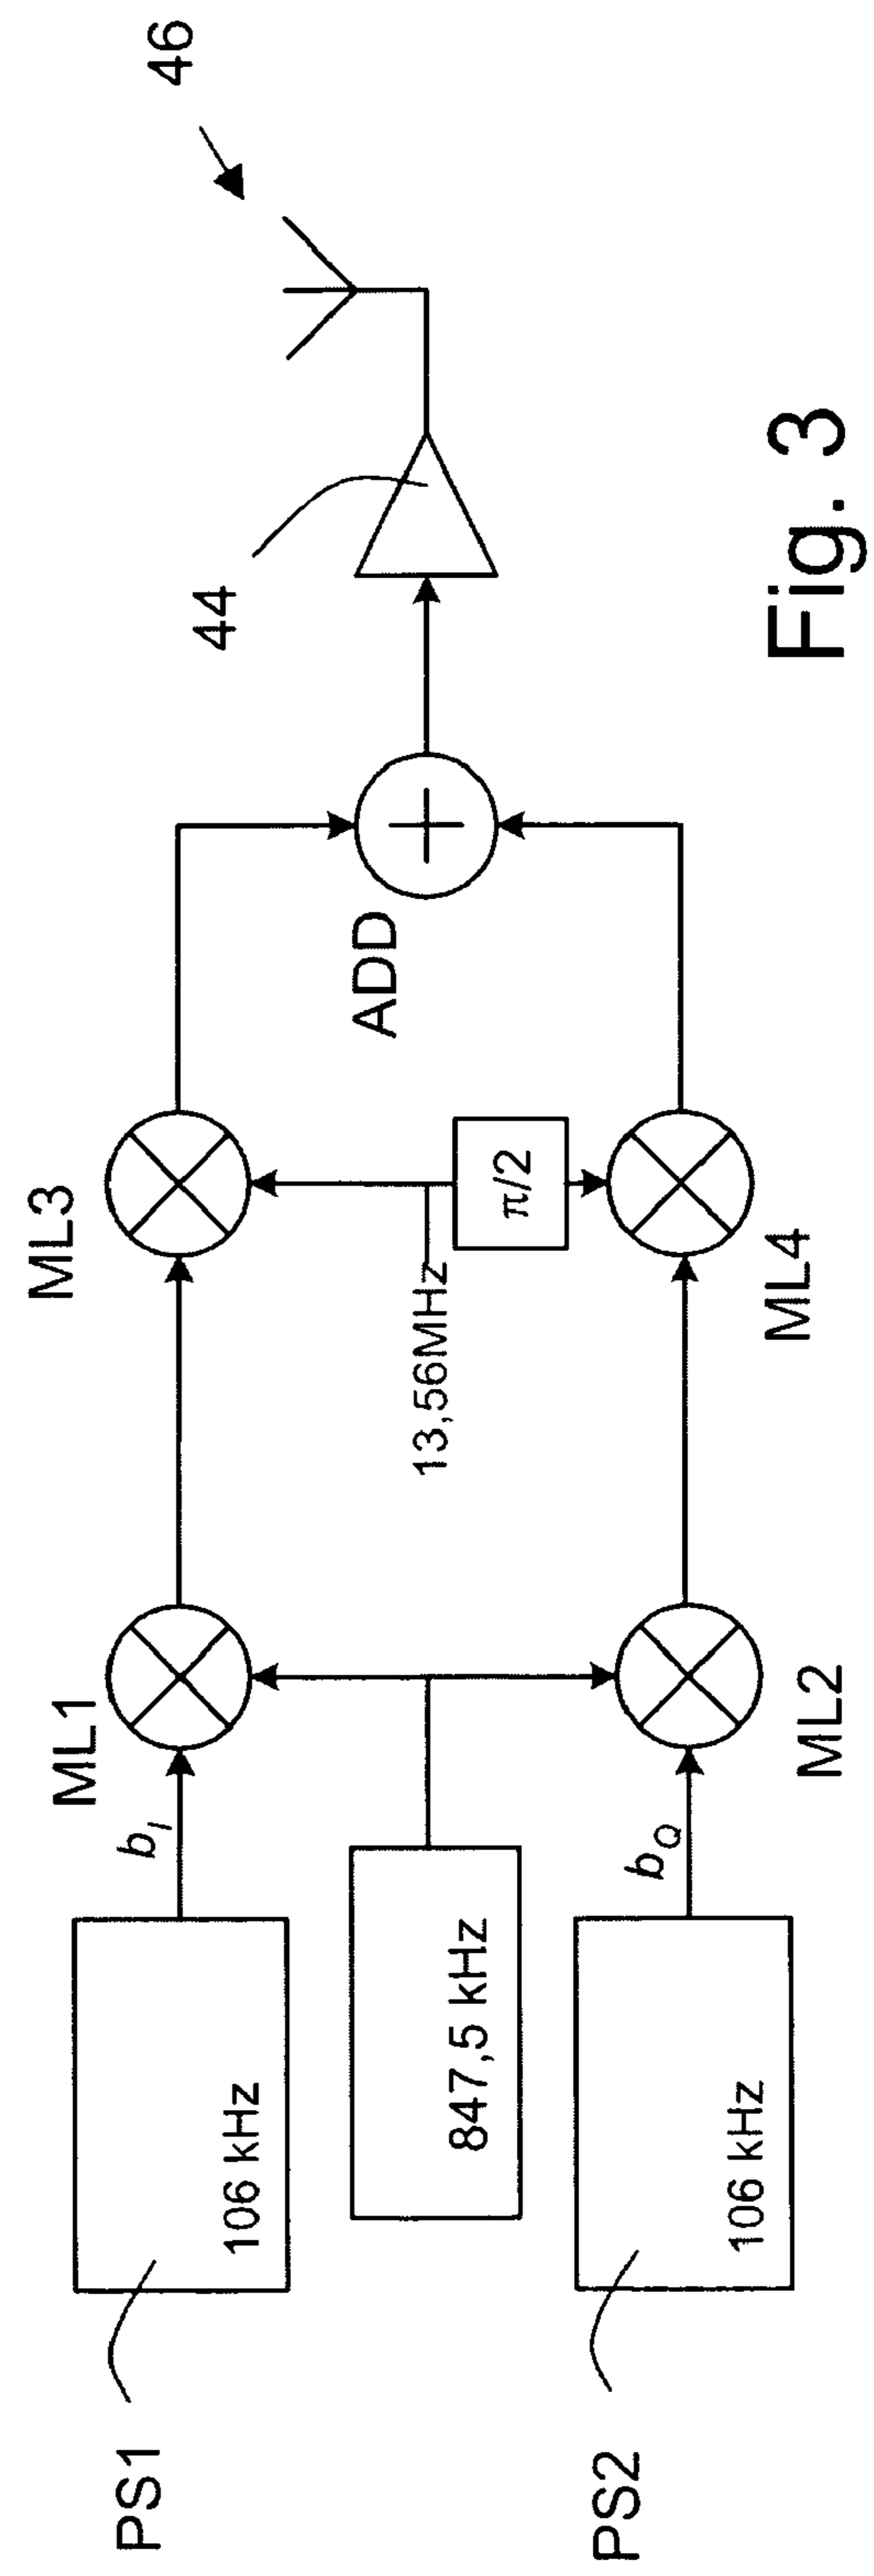 PS1
106 kHz
b_I
ML1
ML3
847,5 kHz
13,56MHz
π/2
ADD
44
46
PS2
106 kHz
b_Q
ML2
ML4
Fig. 3